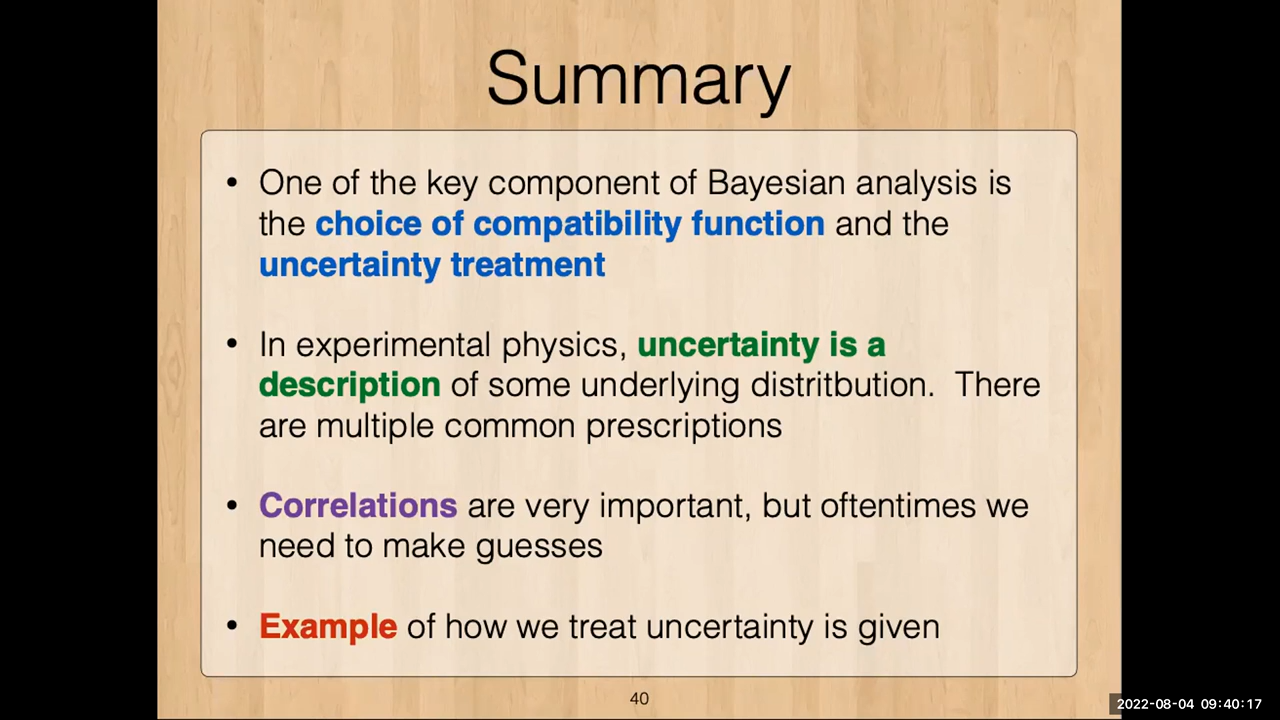 Summary
• One of the key component of Bayesian analysis is
the choice of compatibility function and the
uncertainty treatment
• In experimental physics, uncertainty is a
description of some underlying distritbution.  There
are multiple common prescriptions
• Correlations are very important, but oftentimes we
need to make guesses
• Example of how we treat uncertainty is given
40
2022-08-04 09:40:17